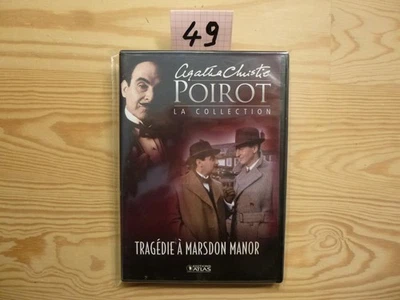 49
Agatha Christie
POIROT
LA COLLECTION
TRAGÉDIE À MARSDON MANOR
ATLAS